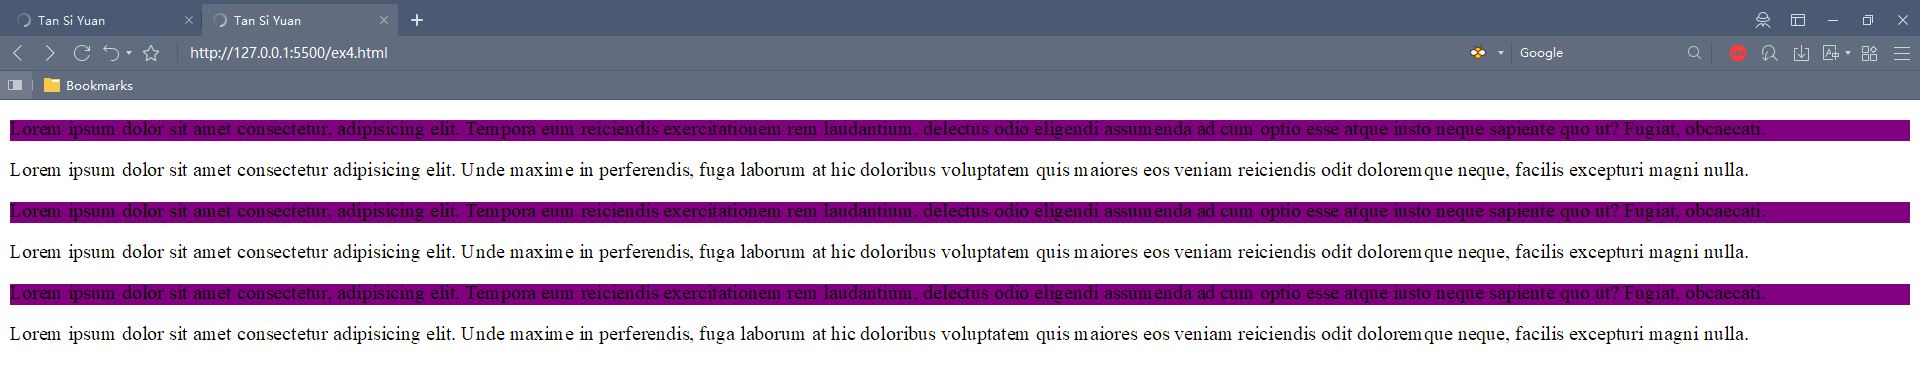 Tan Si Yuan
Tan Si Yuan
http://127.0.0.1:5500/ex4.html
Google
Bookmarks
Lorem ipsum dolor sit amet consectetur, adipisicing elit. Tempora eum reiciendis exercitationem rem laudantium, delectus odio eligendi assumenda ad cum optio esse atque iusto neque sapiente quo ut? Fugiat, obcaecati.
Lorem ipsum dolor sit amet consectetur adipisicing elit. Unde maxime in perferendis, fuga laborum at hic doloribus voluptatem quis maiores eos veniam reiciendis odit doloremque neque, facilis excepturi magni nulla.
Lorem ipsum dolor sit amet consectetur, adipisicing elit. Tempora eum reiciendis exercitationem rem laudantium, delectus odio eligendi assumenda ad cum optio esse atque iusto neque sapiente quo ut? Fugiat, obcaecati.
Lorem ipsum dolor sit amet consectetur adipisicing elit. Unde maxime in perferendis, fuga laborum at hic doloribus voluptatem quis maiores eos veniam reiciendis odit doloremque neque, facilis excepturi magni nulla.
Lorem ipsum dolor sit amet consectetur, adipisicing elit. Tempora eum reiciendis exercitationem rem laudantium, delectus odio eligendi assumenda ad cum optio esse atque iusto neque sapiente quo ut? Fugiat, obcaecati.
Lorem ipsum dolor sit amet consectetur adipisicing elit. Unde maxime in perferendis, fuga laborum at hic doloribus voluptatem quis maiores eos veniam reiciendis odit doloremque neque, facilis excepturi magni nulla.